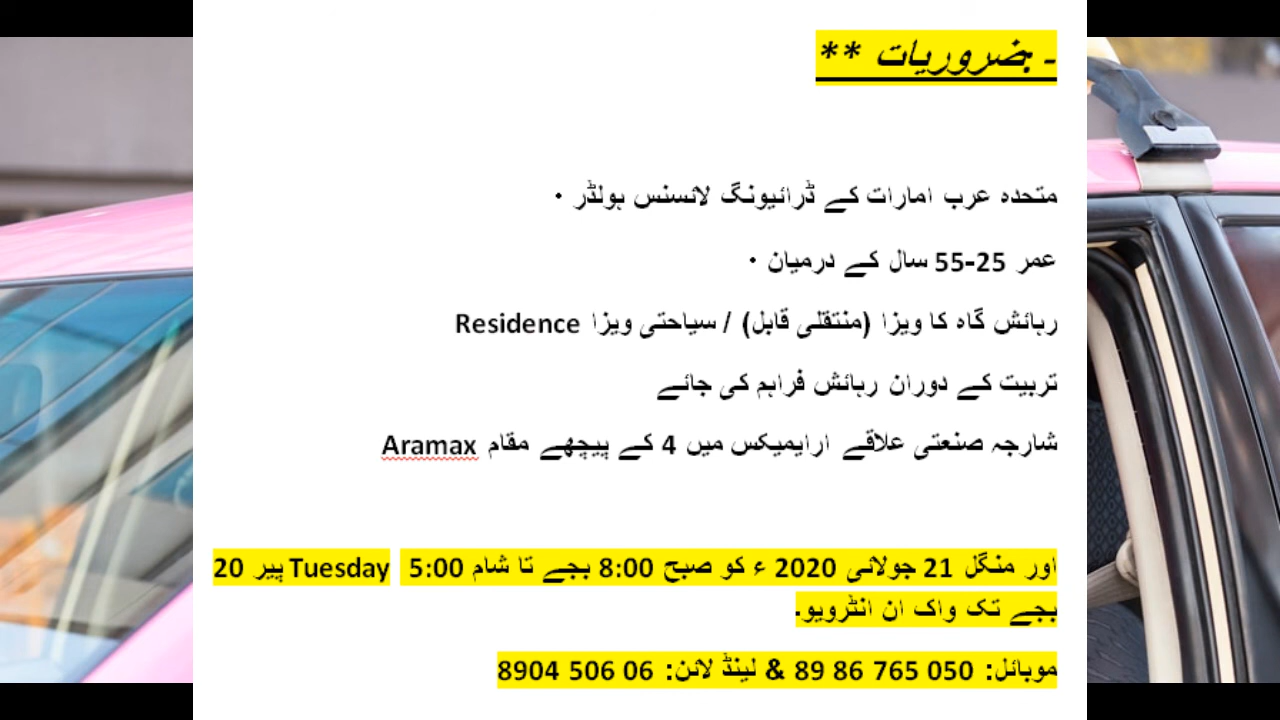 ۔ ضروریات **
متحدہ عرب امارات کے ڈرائیونگ لائسنس ہولڈر •
عمر 25-55 سال کے درمیان •
رہائش گاہ کا ویزا (منتقلی قابل) / سیاحتی ویزا Residence
تربیت کے دوران رہائش فراہم کی جائے
شارجہ صنعتی علاقے ارایمیکس میں 4 کے پیچھے مقام Aramax
اور منگل 21 جولائی 2020 ء کو صبح 8:00 بجے تا شام 5:00 Tuesday پیر 20
بجے تک واک ان انٹرویو۔
موبائل: 050 765 86 89 & لینڈ لائن: 06 506 8904